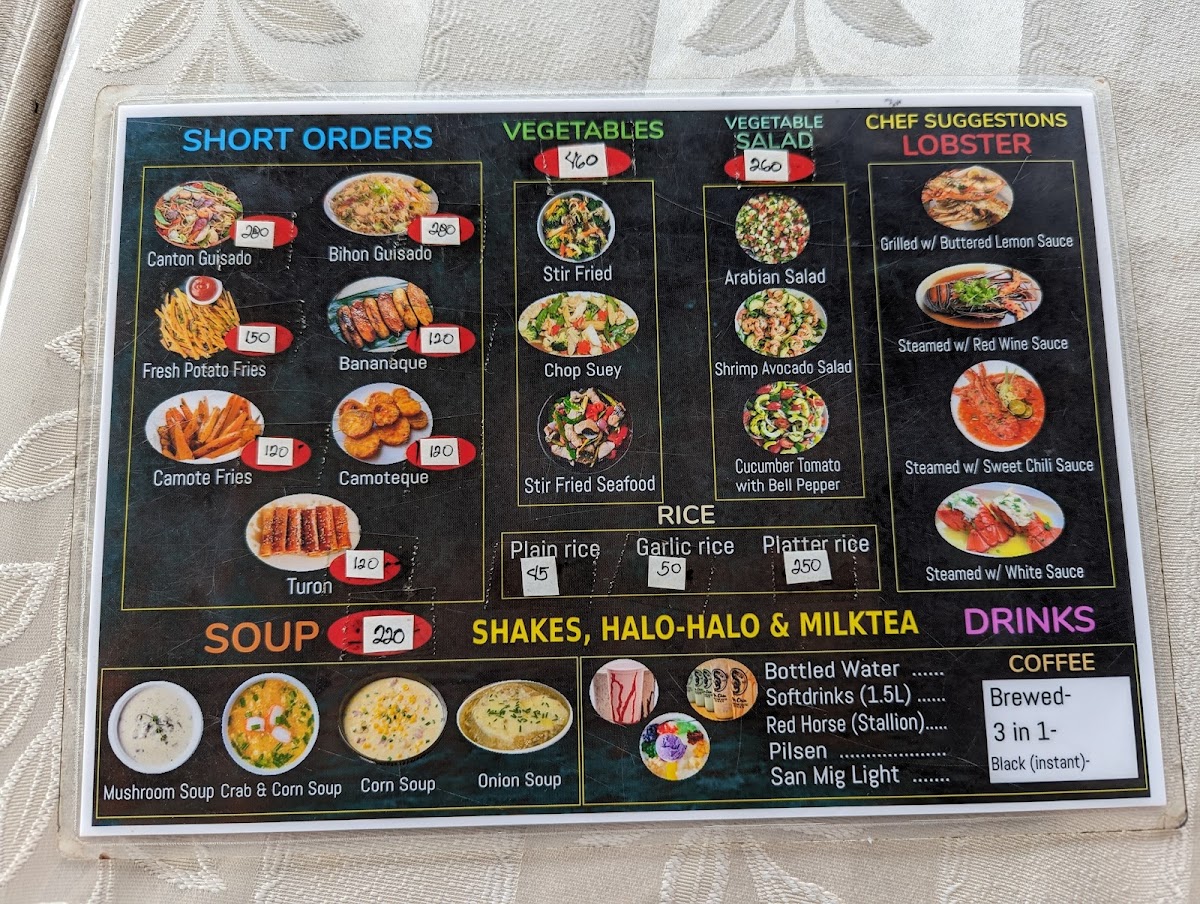 SHORT ORDERS
280
Canton Guisado
280
Bihon Guisado
150
Fresh Potato Fries
120
Bananaque
120
Camote Fries
120
Camoteque
120
Turon
VEGETABLES
460
Stir Fried
Chop Suey
Stir Fried Seafood
VEGETABLE
SALAD
260
Arabian Salad
Shrimp Avocado Salad
Cucumber Tomato
with Bell Pepper
CHEF SUGGESTIONS
LOBSTER
Grilled w/ Buttered Lemon Sauce
Steamed w/ Red Wine Sauce
Steamed w/ Sweet Chili Sauce
Steamed w/ White Sauce
RICE
Plain rice
45
Garlic rice
50
Platter rice
250
SOUP
220
Mushroom Soup
Crab & Corn Soup
Corn Soup
Onion Soup
SHAKES, HALO-HALO & MILKTEA
DRINKS
Bottled Water ......
Softdrinks (1.5L) ......
Red Horse (Stallion).....
Pilsen ...................
San Mig Light .......
COFFEE
Brewed-
3 in 1-
Black (instant)-